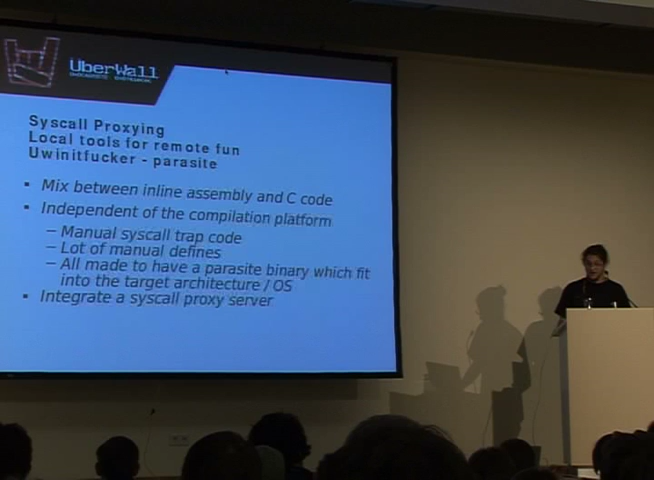 UberWall
Syscall Proxying
Local tools for remote fun
Uwinitfucker - parasite
▪ Mix between inline assembly and C code
▪ Independent of the compilation platform
– Manual syscall trap code
– Lot of manual defines
– All made to have a parasite binary which fit
into the target architecture / OS
▪ Integrate a syscall proxy server